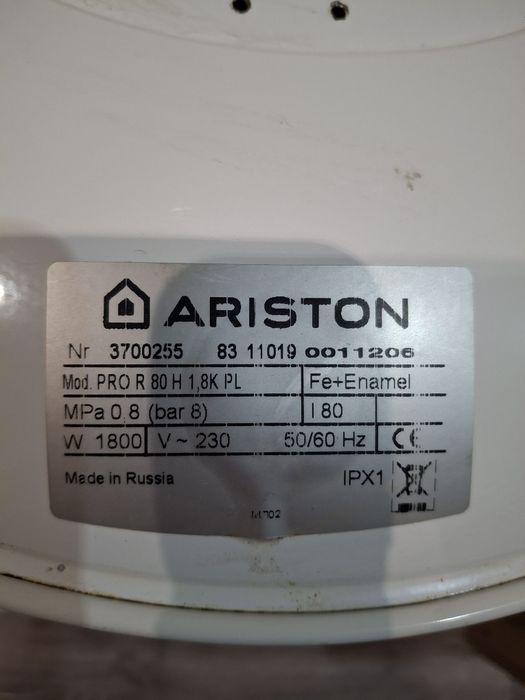 ARISTON
Nr 3700255 83 11019 0011206
Mod. PRO R 80 H 1,8K PL Fe+Enamel
MPa 0.8 (bar 8) l 80
W 1800 V ~ 230 50/60 Hz CE
Made in Russia IPX1